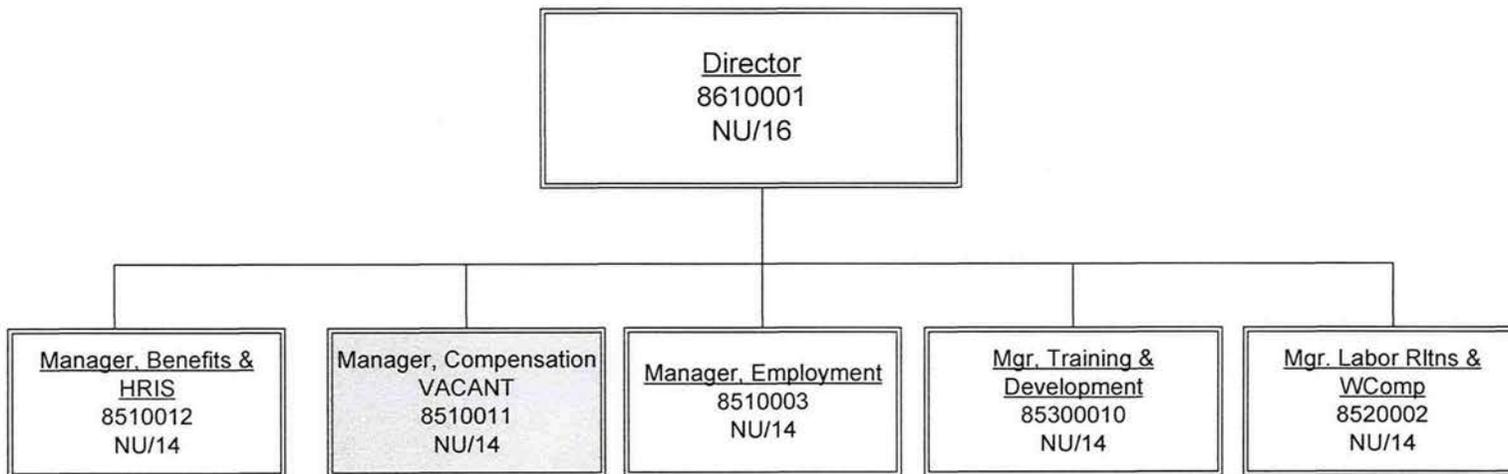 Director
8610001
NU/16
Manager, Benefits &
HRIS
8510012
NU/14
Manager, Compensation
VACANT
8510011
NU/14
Manager, Employment
8510003
NU/14
Mgr, Training &
Development
85300010
NU/14
Mgr. Labor Rltns &
WComp
8520002
NU/14